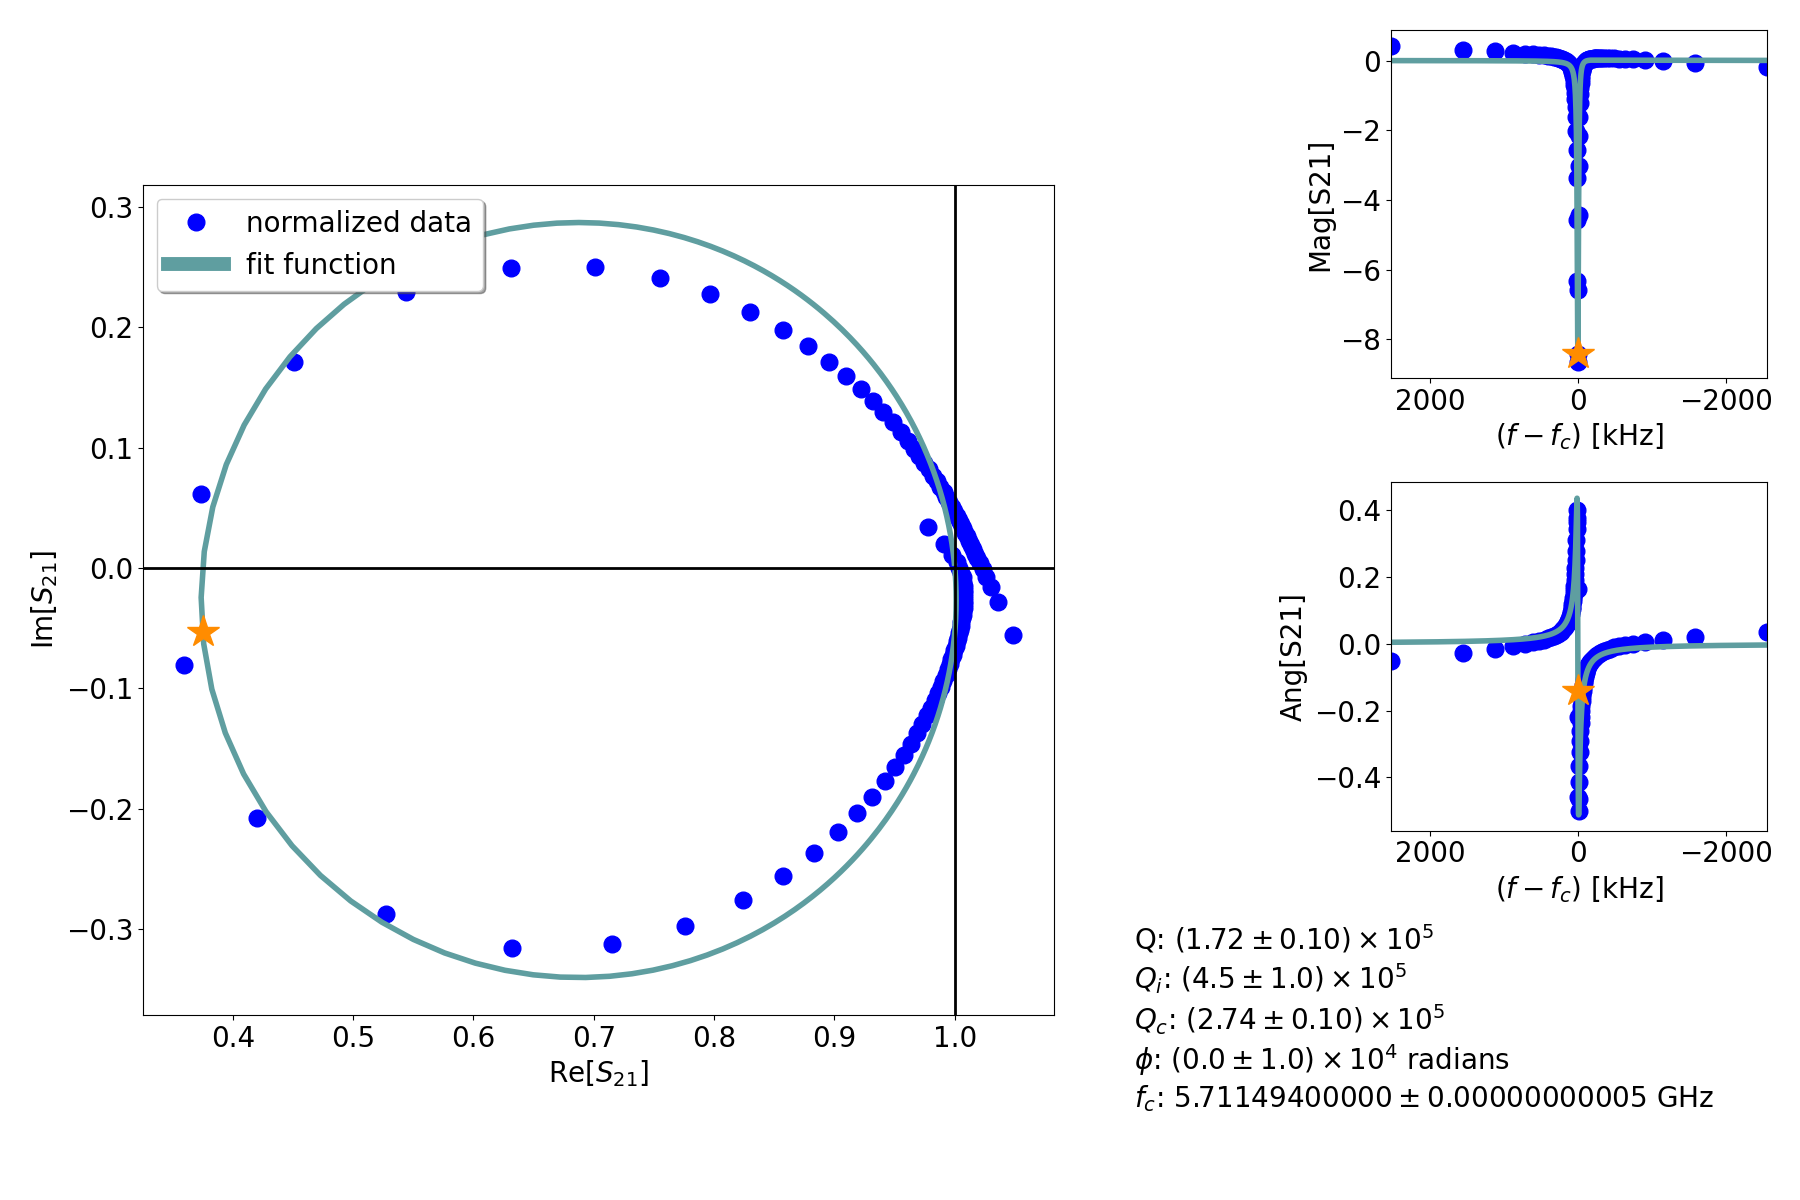 normalized data
fit function
0.3
0.2
0.1
0.0
−0.1
−0.2
−0.3
Im[S₂₁]
0.4 0.5 0.6 0.7 0.8 0.9 1.0
Re[S₂₁]
0
−2
−4
−6
−8
Mag[S21]
2000 0 −2000
(f − f_c) [kHz]
0.4
0.2
0.0
−0.2
−0.4
Ang[S21]
2000 0 −2000
(f − f_c) [kHz]
Q: (1.72 ± 0.10) × 10⁵
Qᵢ: (4.5 ± 1.0) × 10⁵
Q_c: (2.74 ± 0.10) × 10⁵
ϕ: (0.0 ± 1.0) × 10⁴ radians
f_c: 5.71149400000 ± 0.00000000005 GHz